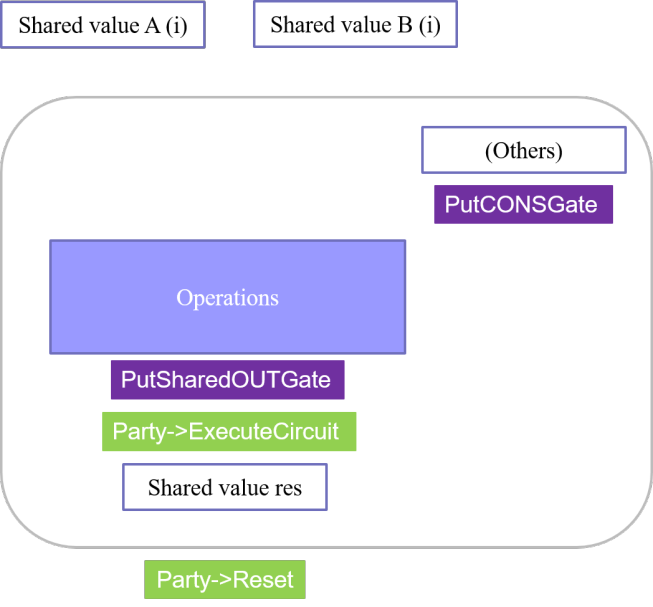 Shared value A (i)
Shared value B (i)
(Others)
PutCONSGate
Operations
PutSharedOUTGate
Party->ExecuteCircuit
Shared value res
Party->Reset